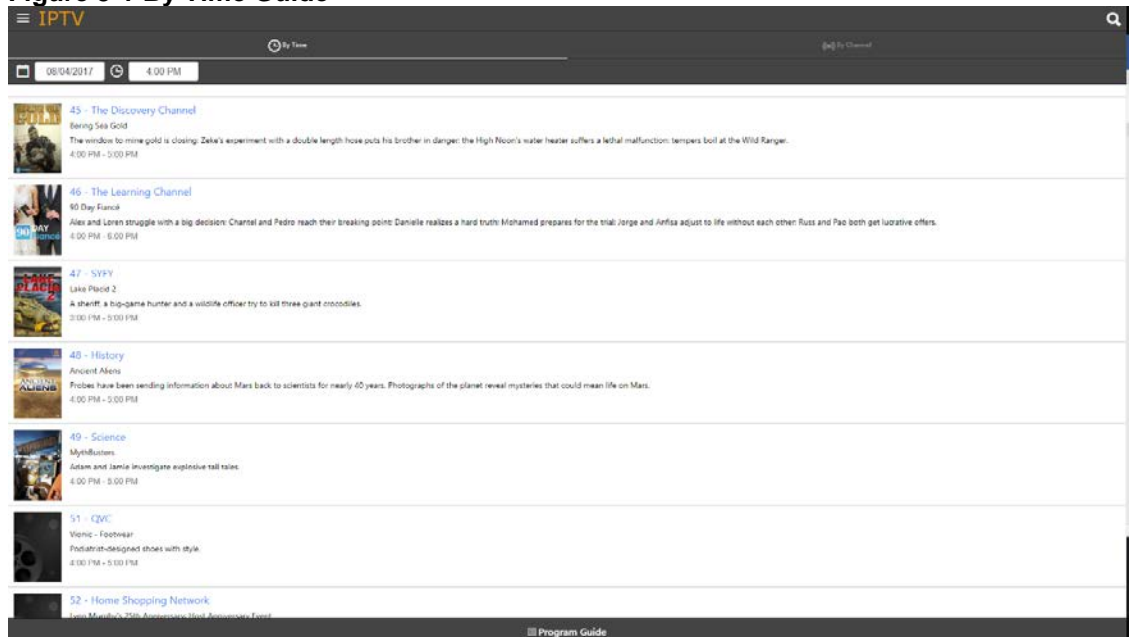 IPTV
By Time
By Channel
08/04/2017
4:00 PM
45 - The Discovery Channel
Bering Sea Gold
The window to mine gold is closing: Zeke's experiment with a double length hose puts his brother in danger: the High Noon's water heater suffers a lethal malfunction: tempers boil at the Wild Ranger.
4:00 PM - 5:00 PM
46 - The Learning Channel
90 Day Fiancé
Alex and Loren struggle with a big decision: Chantel and Pedro reach their breaking point: Danielle realizes a hard truth: Mohamed prepares for the trial: Jorge and Anfisa adjust to life without each other: Russ and Pao both get lucrative offers.
4:00 PM - 6:00 PM
47 - SYFY
Lake Placid 2
A sheriff, a big-game hunter and a wildlife officer try to kill three giant crocodiles.
3:00 PM - 5:00 PM
48 - History
Ancient Aliens
Probes have been sending information about Mars back to scientists for nearly 40 years. Photographs of the planet reveal mysteries that could mean life on Mars.
4:00 PM - 5:00 PM
49 - Science
MythBusters
Adam and Jamie investigate explosive tall tales.
4:00 PM - 5:00 PM
51 - QVC
Vionic - Footwear
Podiatrist-designed shoes with style.
4:00 PM - 5:00 PM
52 - Home Shopping Network
Program Guide